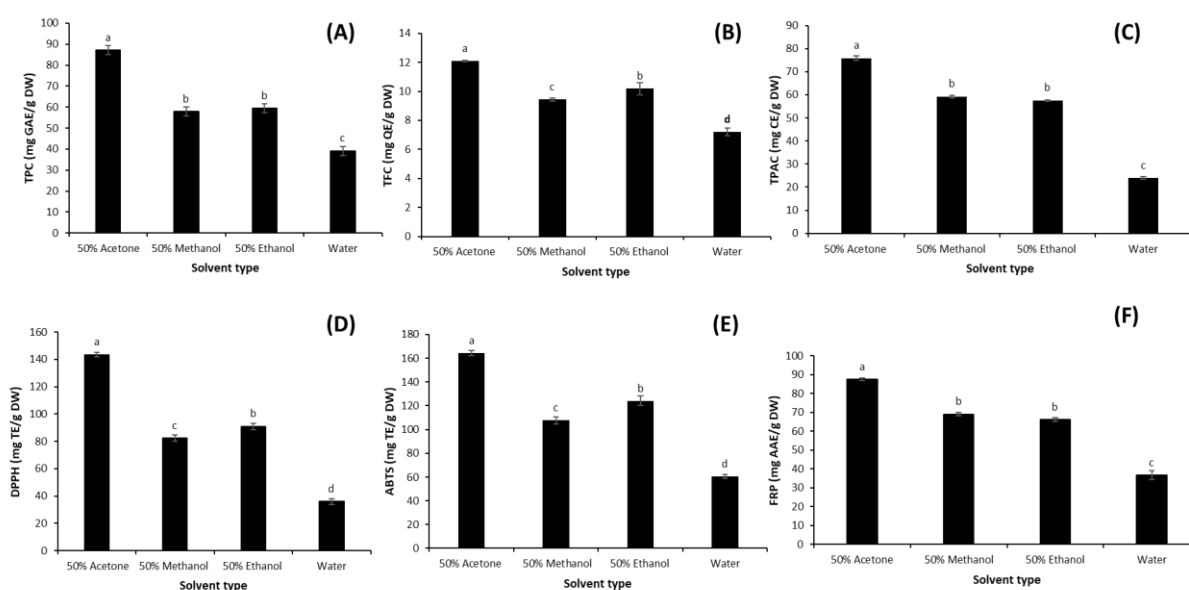 (A)
TPC (mg GAE/g DW)
100
90
80
70
60
50
40
30
20
10
0
a
b
b
c
50% Acetone 50% Methanol 50% Ethanol Water
Solvent type
(B)
TFC (mg QE/g DW)
14
12
10
8
6
4
2
0
a
c
b
d
50% Acetone 50% Methanol 50% Ethanol Water
Solvent type
(C)
TPAC (mg CE/g DW)
90
80
70
60
50
40
30
20
10
0
a
b
b
c
50% Acetone 50% Methanol 50% Ethanol Water
Solvent type
(D)
DPPH (mg TE/g DW)
160
140
120
100
80
60
40
20
0
a
c
b
d
50% Acetone 50% Methanol 50% Ethanol Water
Solvent type
(E)
ABTS (mg TE/g DW)
180
160
140
120
100
80
60
40
20
0
a
c
b
d
50% Acetone 50% Methanol 50% Ethanol Water
Solvent type
(F)
FRP (mg AAE/g DW)
100
90
80
70
60
50
40
30
20
10
0
a
b
b
c
50% Acetone 50% Methanol 50% Ethanol Water
Solvent type